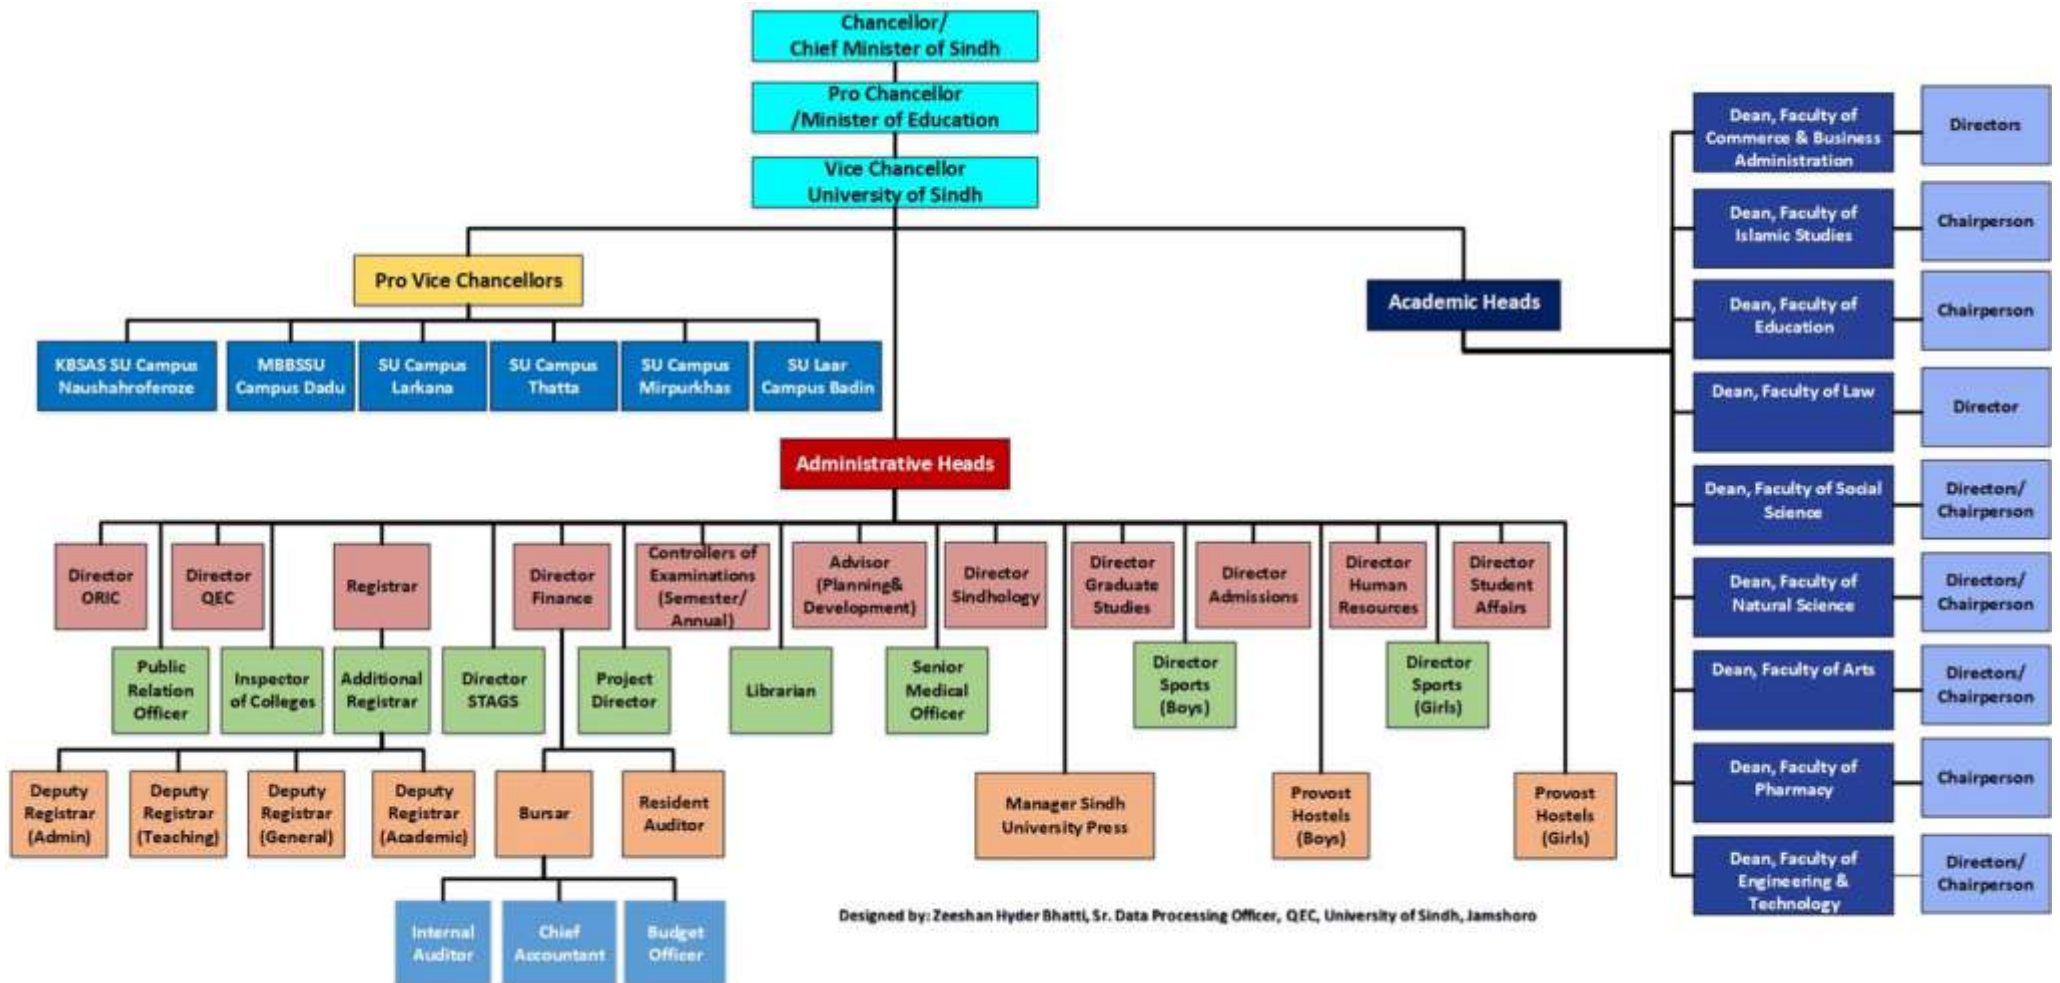 Chancellor/
Chief Minister of Sindh
Pro Chancellor
/Minister of Education
Vice Chancellor
University of Sindh
Pro Vice Chancellors
KBSAS SU Campus
Naushahroferoze
MBBSSU
Campus Dadu
SU Campus
Larkana
SU Campus
Thatta
SU Campus
Mirpurkhas
SU Laar
Campus Badin
Academic Heads
Dean, Faculty of
Commerce & Business
Administration
Directors
Dean, Faculty of
Islamic Studies
Chairperson
Dean, Faculty of
Education
Chairperson
Dean, Faculty of Law
Director
Dean, Faculty of Social
Science
Directors/
Chairperson
Dean, Faculty of
Natural Science
Directors/
Chairperson
Dean, Faculty of Arts
Directors/
Chairperson
Dean, Faculty of
Pharmacy
Chairperson
Dean, Faculty of
Engineering &
Technology
Directors/
Chairperson
Administrative Heads
Director
ORIC
Director
QEC
Registrar
Director
Finance
Controllers of
Examinations
(Semester/
Annual)
Advisor
(Planning&
Development)
Director
Sindhology
Director
Graduate
Studies
Director
Admissions
Director
Human
Resources
Director
Student
Affairs
Public
Relation
Officer
Inspector
of Colleges
Additional
Registrar
Director
STAGS
Project
Director
Librarian
Senior
Medical
Officer
Director
Sports
(Boys)
Director
Sports
(Girls)
Deputy
Registrar
(Admin)
Deputy
Registrar
(Teaching)
Deputy
Registrar
(General)
Deputy
Registrar
(Academic)
Bursar
Resident
Auditor
Manager Sindh
University Press
Provost
Hostels
(Boys)
Provost
Hostels
(Girls)
Internal
Auditor
Chief
Accountant
Budget
Officer
Designed by: Zeeshan Hyder Bhatti, Sr. Data Processing Officer, QEC, University of Sindh, Jamshoro